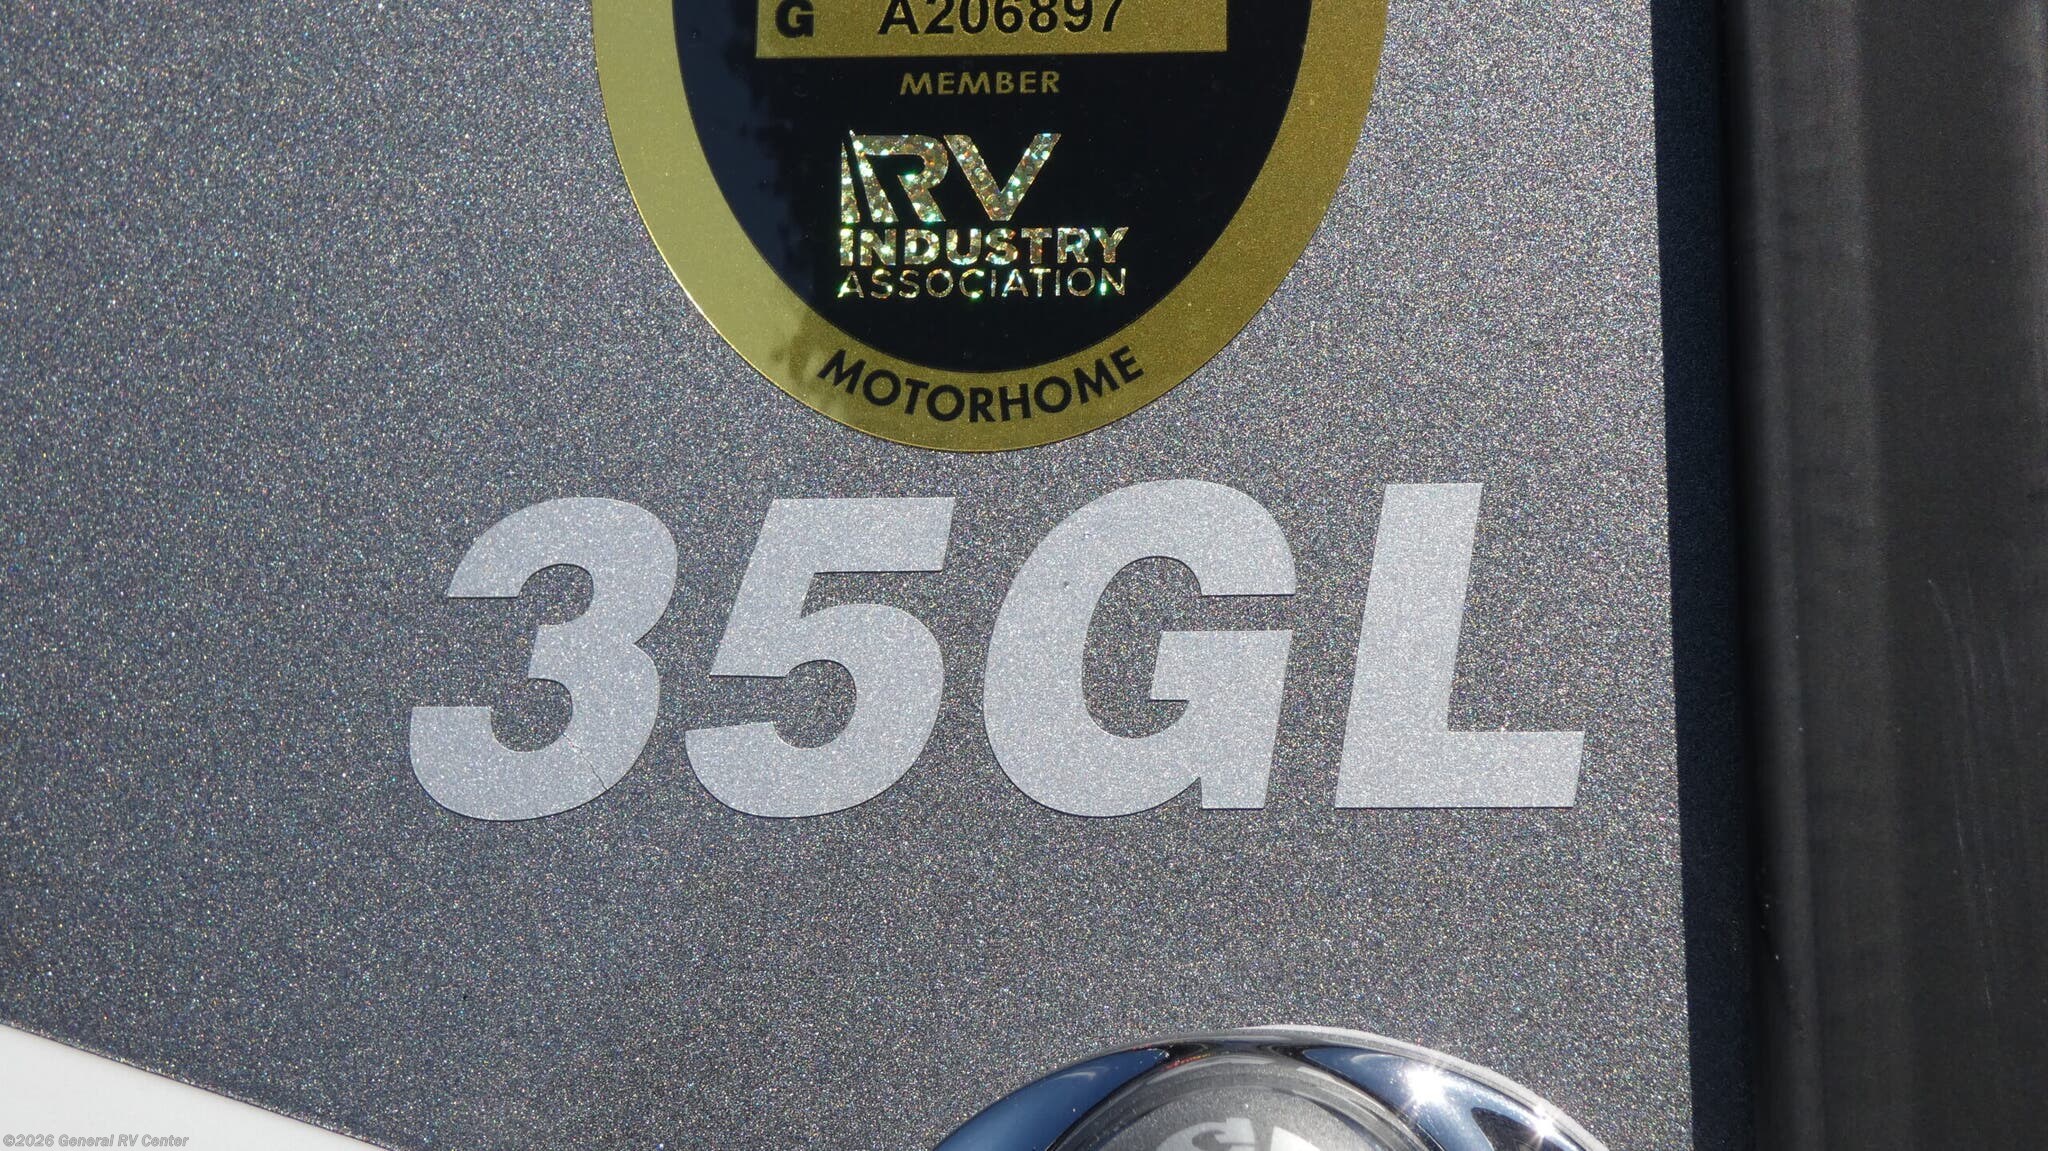 G A206897
MEMBER
RV
INDUSTRY
ASSOCIATION
MOTORHOME
35GL
©2026 General RV Center